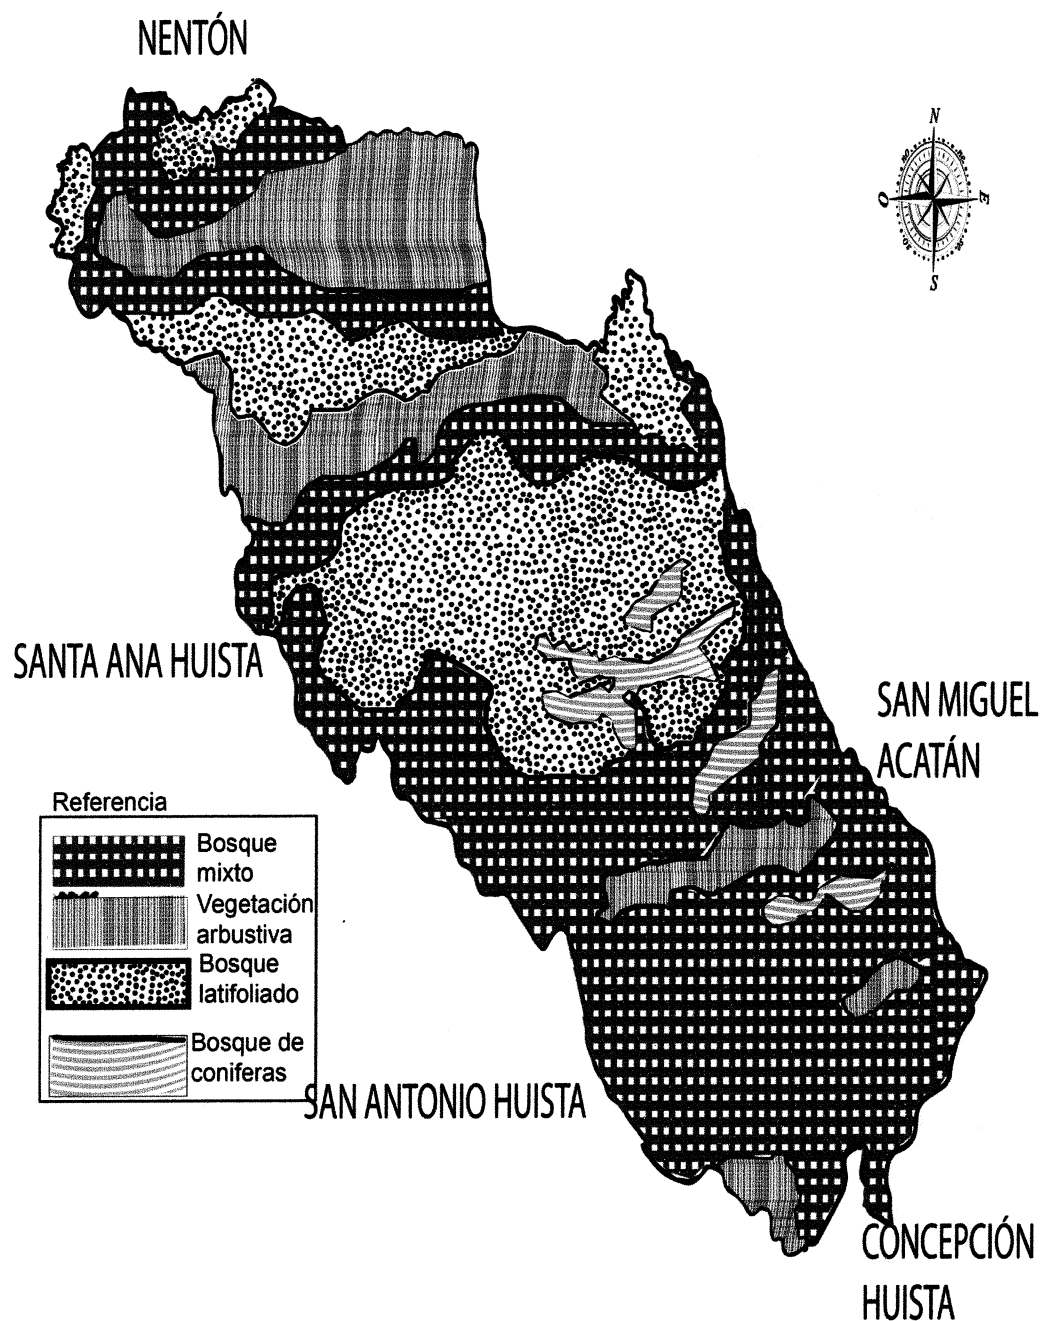 NENTÓN
N
O
E
S
SANTA ANA HUISTA
SAN MIGUEL
ACATÁN
Referencia
Bosque
mixto
Vegetación
arbustiva
Bosque
latifoliado
Bosque de
coniferas
SAN ANTONIO HUISTA
CONCEPCIÓN
HUISTA